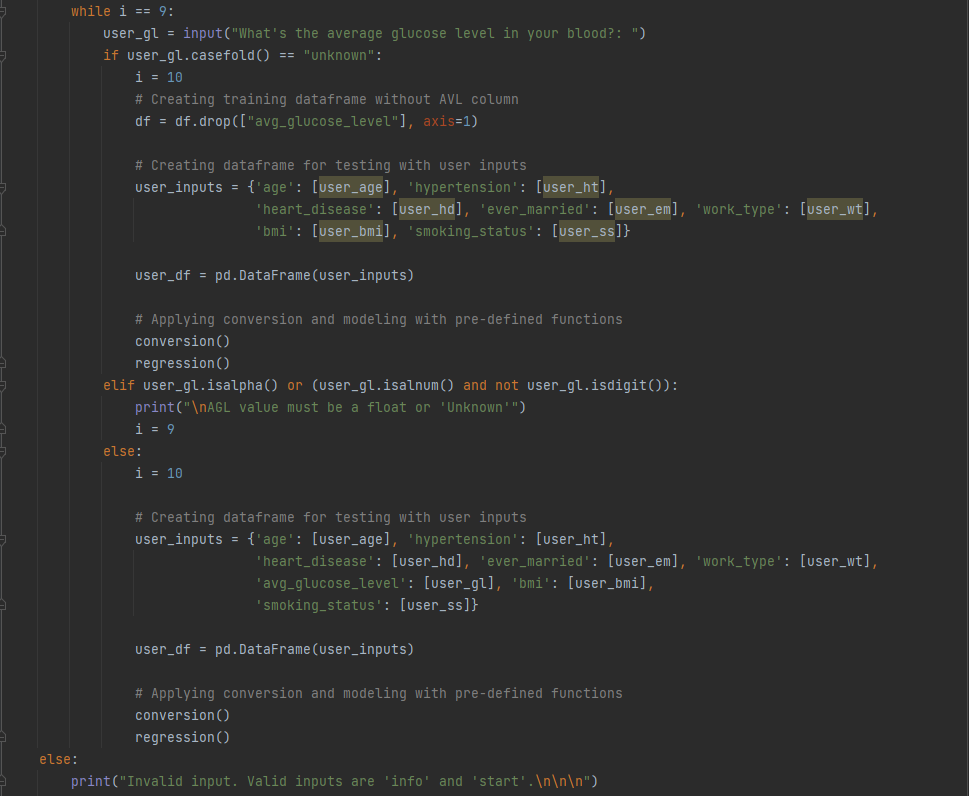 while i == 9:
user_gl = input("What's the average glucose level in your blood?: ")
if user_gl.casefold() == "unknown":
i = 10
# Creating training dataframe without AVL column
df = df.drop(["avg_glucose_level"], axis=1)
# Creating dataframe for testing with user inputs
user_inputs = {'age': [user_age], 'hypertension': [user_ht],
'heart_disease': [user_hd], 'ever_married': [user_em], 'work_type': [user_wt],
'bmi': [user_bmi], 'smoking_status': [user_ss]}
user_df = pd.DataFrame(user_inputs)
# Applying conversion and modeling with pre-defined functions
conversion()
regression()
elif user_gl.isalpha() or (user_gl.isalnum() and not user_gl.isdigit()):
print("\nAGL value must be a float or 'Unknown'")
i = 9
else:
i = 10
# Creating dataframe for testing with user inputs
user_inputs = {'age': [user_age], 'hypertension': [user_ht],
'heart_disease': [user_hd], 'ever_married': [user_em], 'work_type': [user_wt],
'avg_glucose_level': [user_gl], 'bmi': [user_bmi],
'smoking_status': [user_ss]}
user_df = pd.DataFrame(user_inputs)
# Applying conversion and modeling with pre-defined functions
conversion()
regression()
else:
print("Invalid input. Valid inputs are 'info' and 'start'.\n\n\n")